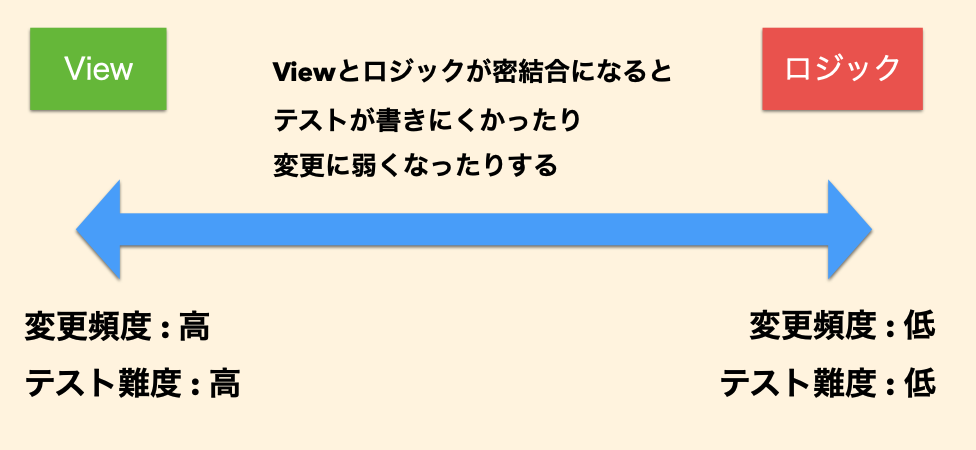 View
Viewとロジックが密結合になると
テストが書きにくかったり
変更に弱くなったりする
ロジック
変更頻度 : 高
テスト難度 : 高
変更頻度 : 低
テスト難度 : 低